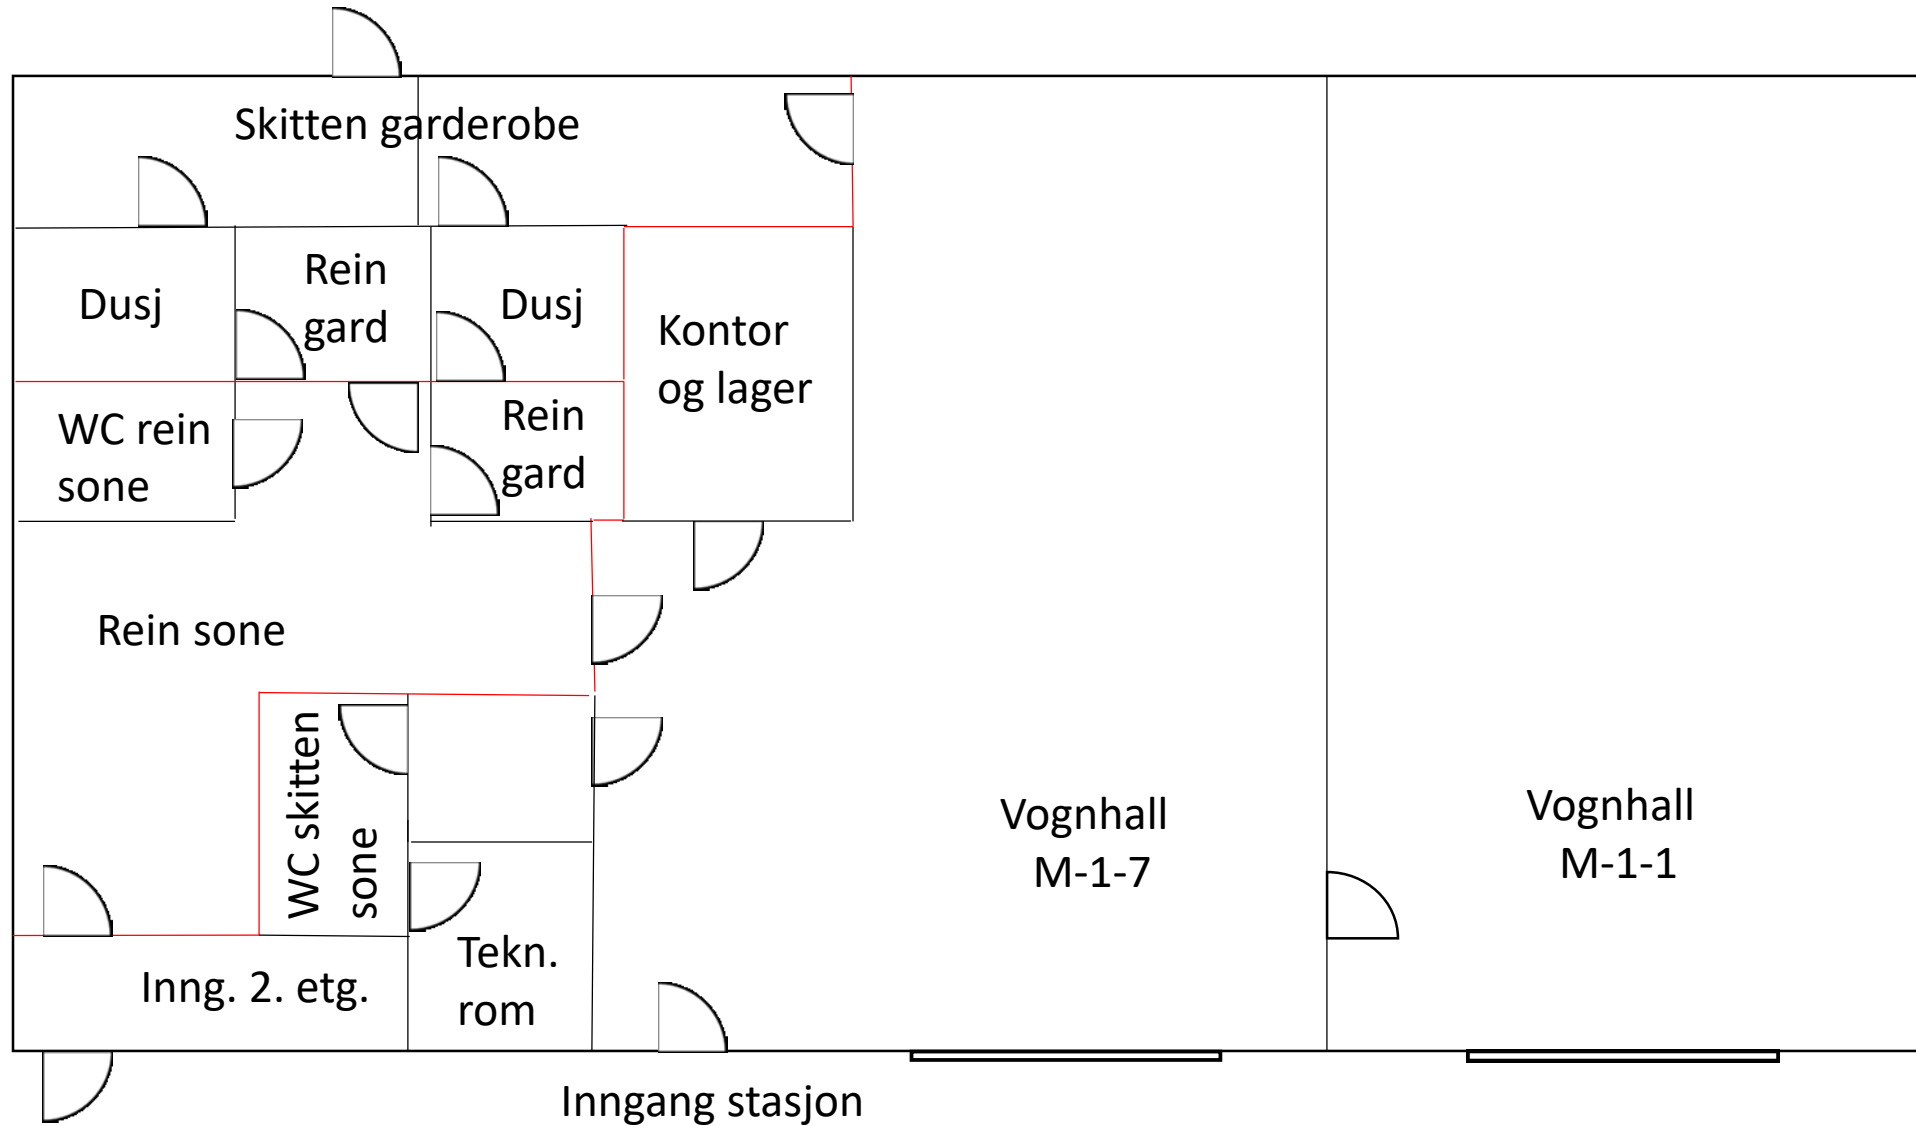 Skitten garderobe
Dusj
Rein
gard
Dusj
Kontor
og lager
WC rein
sone
Rein
gard
Rein sone
WC skitten
sone
Vognhall
M-1-7
Vognhall
M-1-1
Tekn.
rom
Inng. 2. etg.
Inngang stasjon